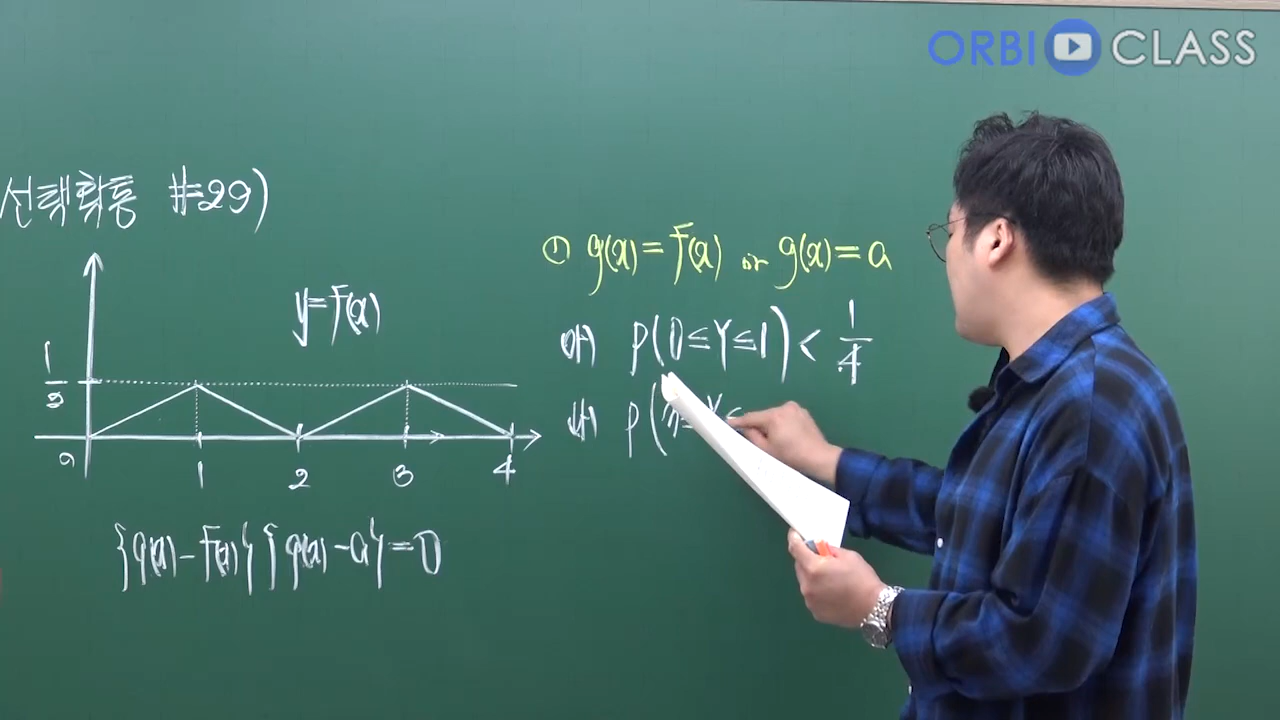 ORBI CLASS
선택확통 #29)
y=f(x)
1/2
0 1 2 3 4
{g(x)-f(x)}{g(x)-a}=0
① g(x)=f(x) or g(x)=a
(가) P(0≤Y≤1)<1/4
(나) P(